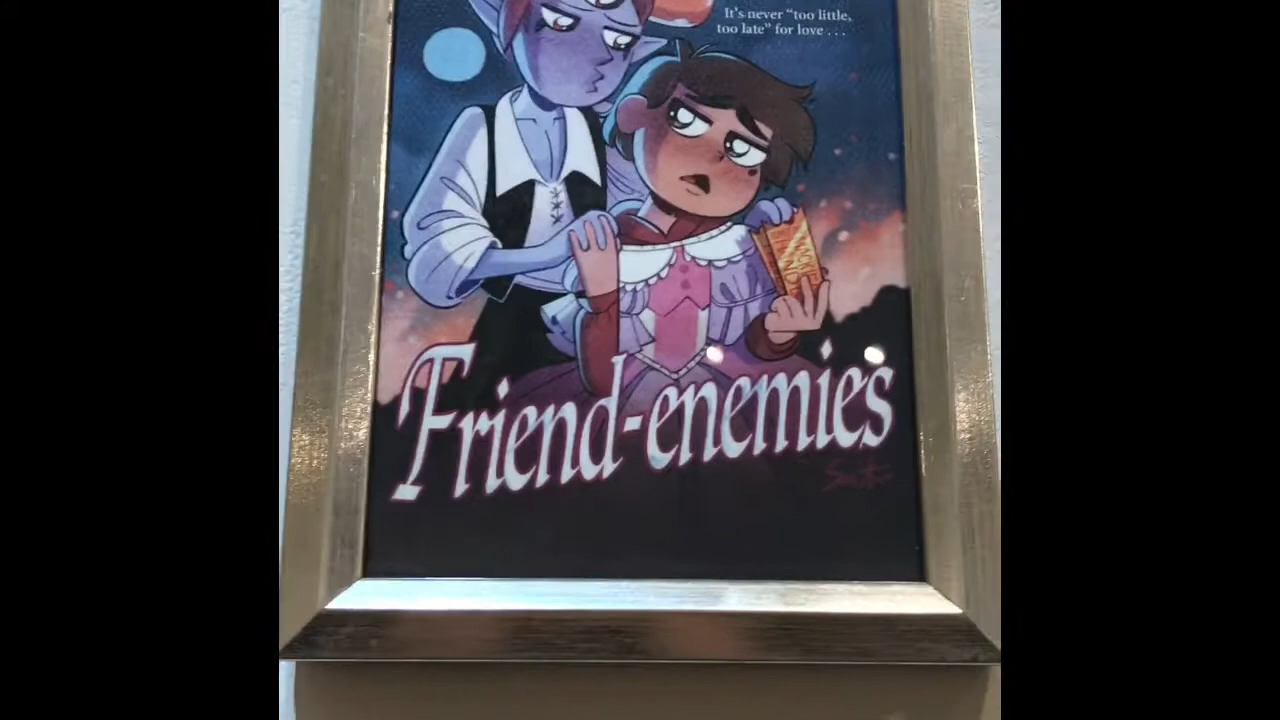 It's never "too little,
too late" for love . . .
Friend-enemies